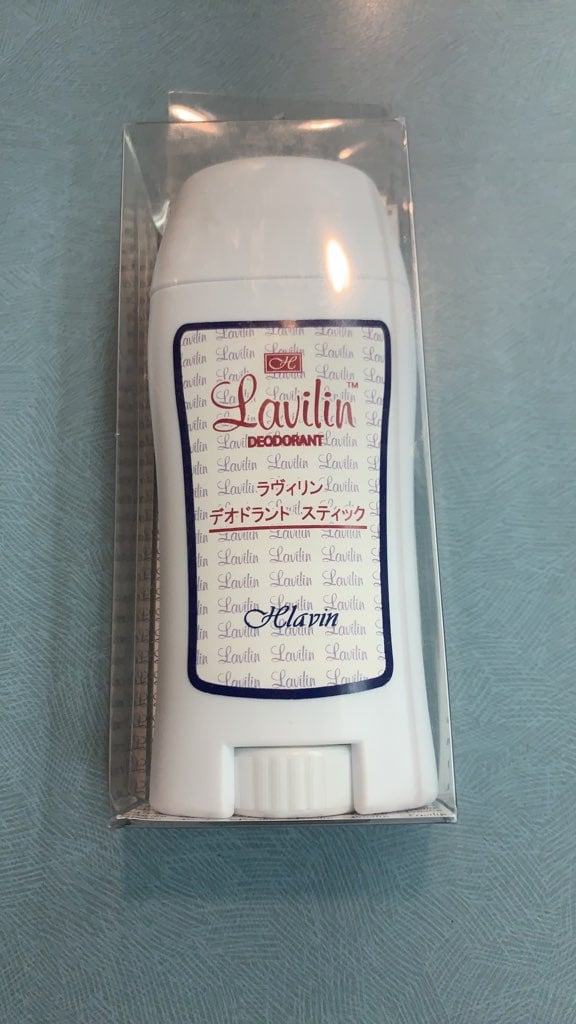 H
Lavilin™
DEODORANT
ラヴィリン
デオドラント スティック
Hlavin